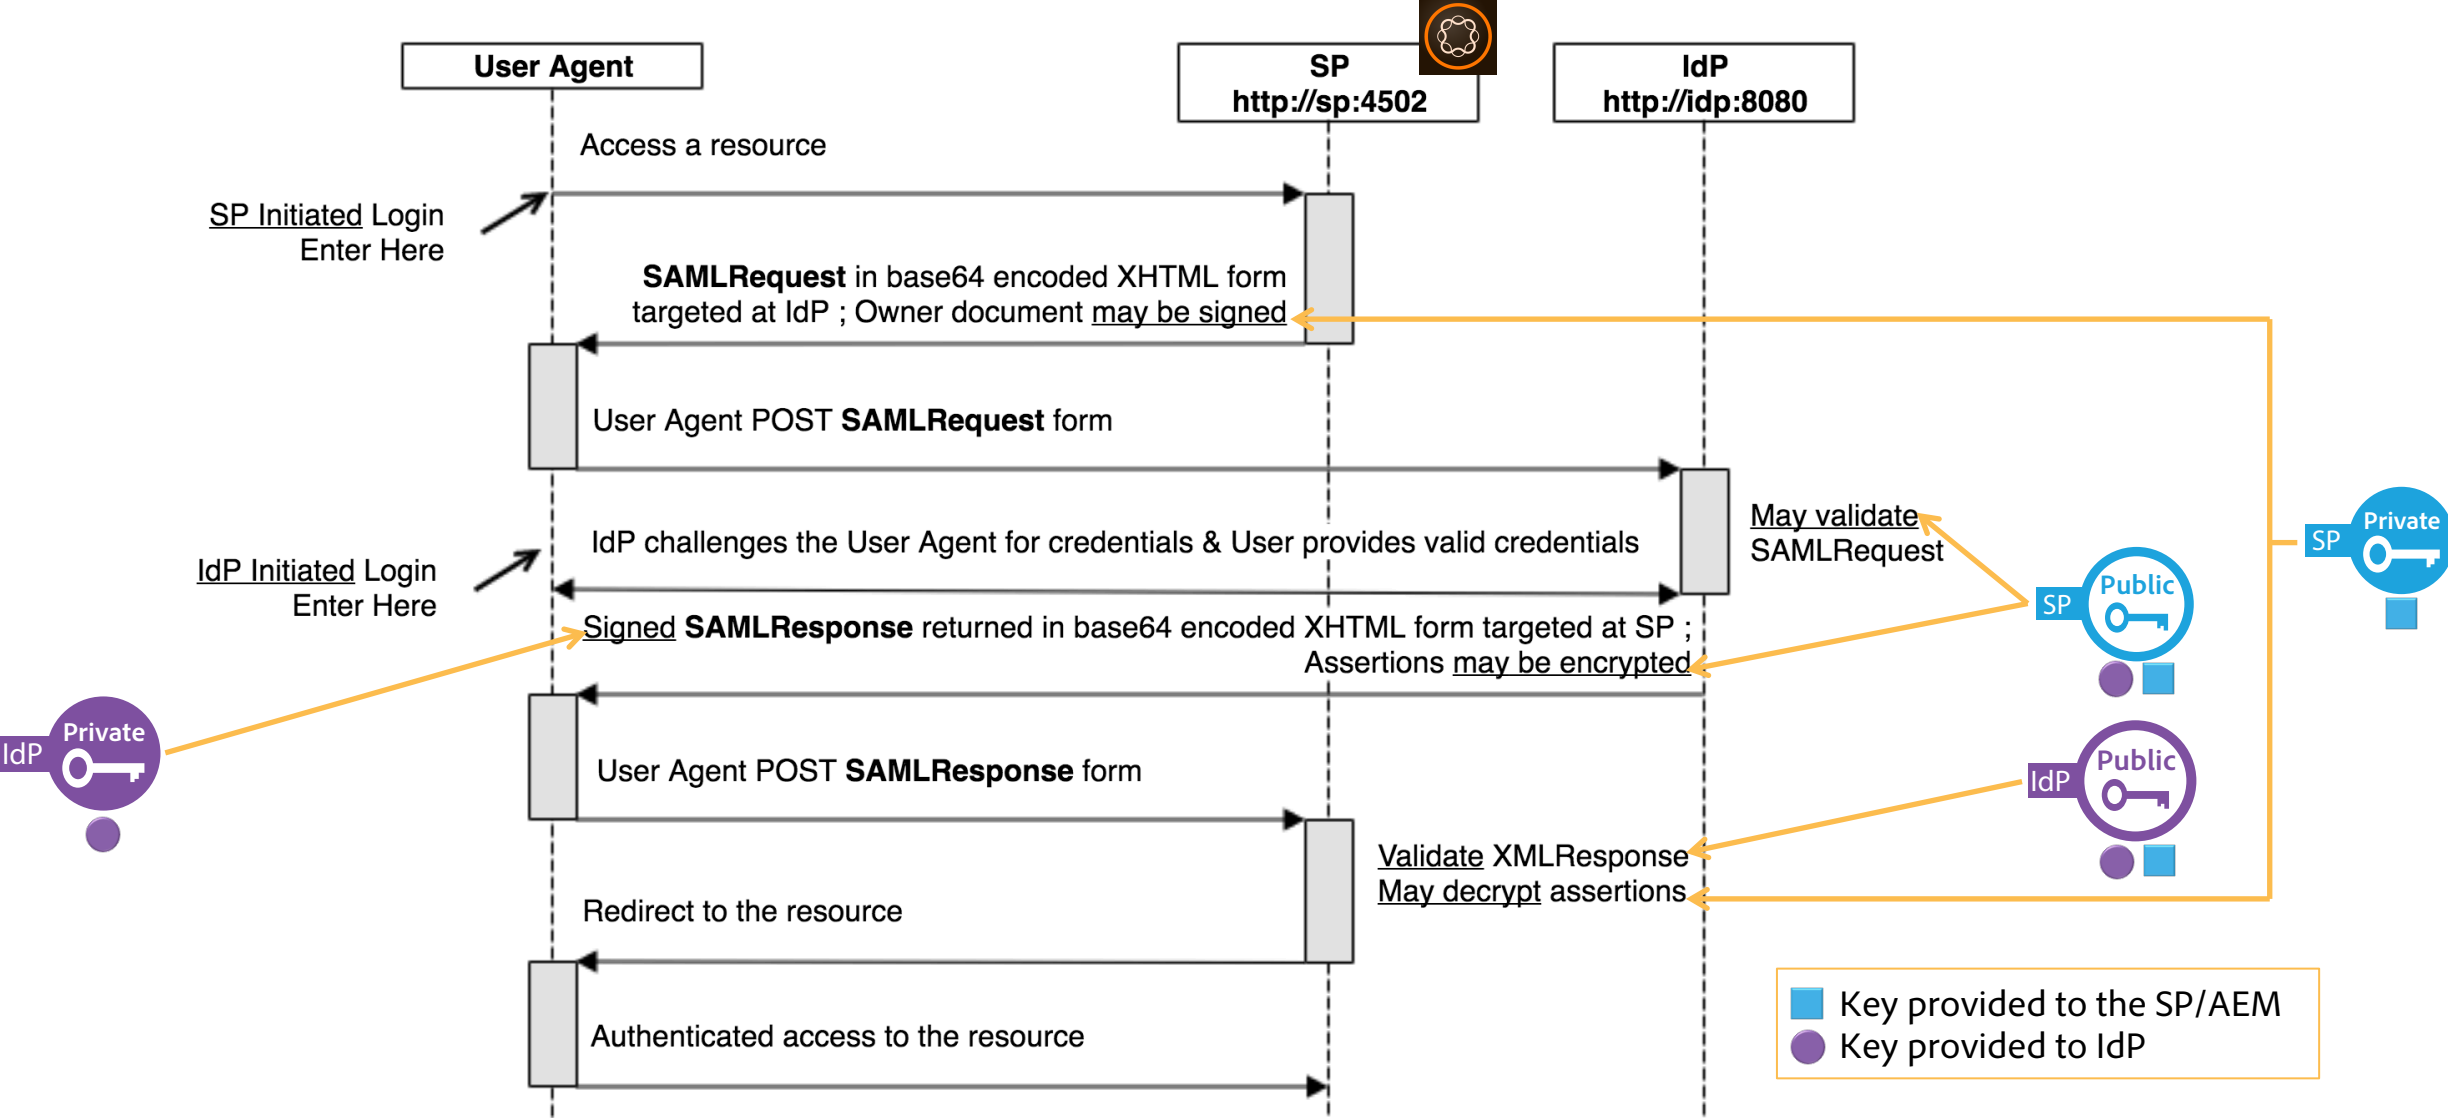 User Agent
SP
http://sp:4502
IdP
http://idp:8080
Access a resource
SP Initiated Login
Enter Here
SAMLRequest in base64 encoded XHTML form
targeted at IdP ; Owner document may be signed
User Agent POST SAMLRequest form
May validate
SAMLRequest
SP
Private
IdP challenges the User Agent for credentials & User provides valid credentials
IdP Initiated Login
Enter Here
SP
Public
Signed SAMLResponse returned in base64 encoded XHTML form targeted at SP ;
Assertions may be encrypted
IdP
Private
User Agent POST SAMLResponse form
IdP
Public
Validate XMLResponse
May decrypt assertions
Redirect to the resource
Key provided to the SP/AEM
Key provided to IdP
Authenticated access to the resource